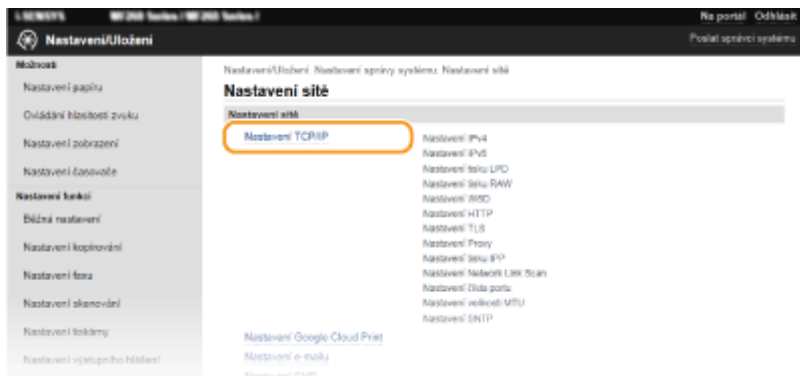 Na portál Odhlásit
Nastavení/Uložení
Poslat správci systému
Možnosti
Nastavení papíru
Ovládání hlasitosti zvuku
Nastavení zobrazení
Nastavení časovače
Nastavení funkcí
Běžná nastavení
Nastavení kopírování
Nastavení faxu
Nastavení skenování
Nastavení tiskárny
Nastavení výstupního hlášení
Nastavení/Uložení: Nastavení správy systému: Nastavení sítě
Nastavení sítě
Nastavení sítě
Nastavení TCP/IP
Nastavení IPv4
Nastavení IPv6
Nastavení tisku LPD
Nastavení tisku RAW
Nastavení WSD
Nastavení HTTP
Nastavení TLS
Nastavení Proxy
Nastavení tisku IPP
Nastavení Network Link Scan
Nastavení čísla portu
Nastavení velikosti MTU
Nastavení SNTP
Nastavení Google Cloud Print
Nastavení e-mailu